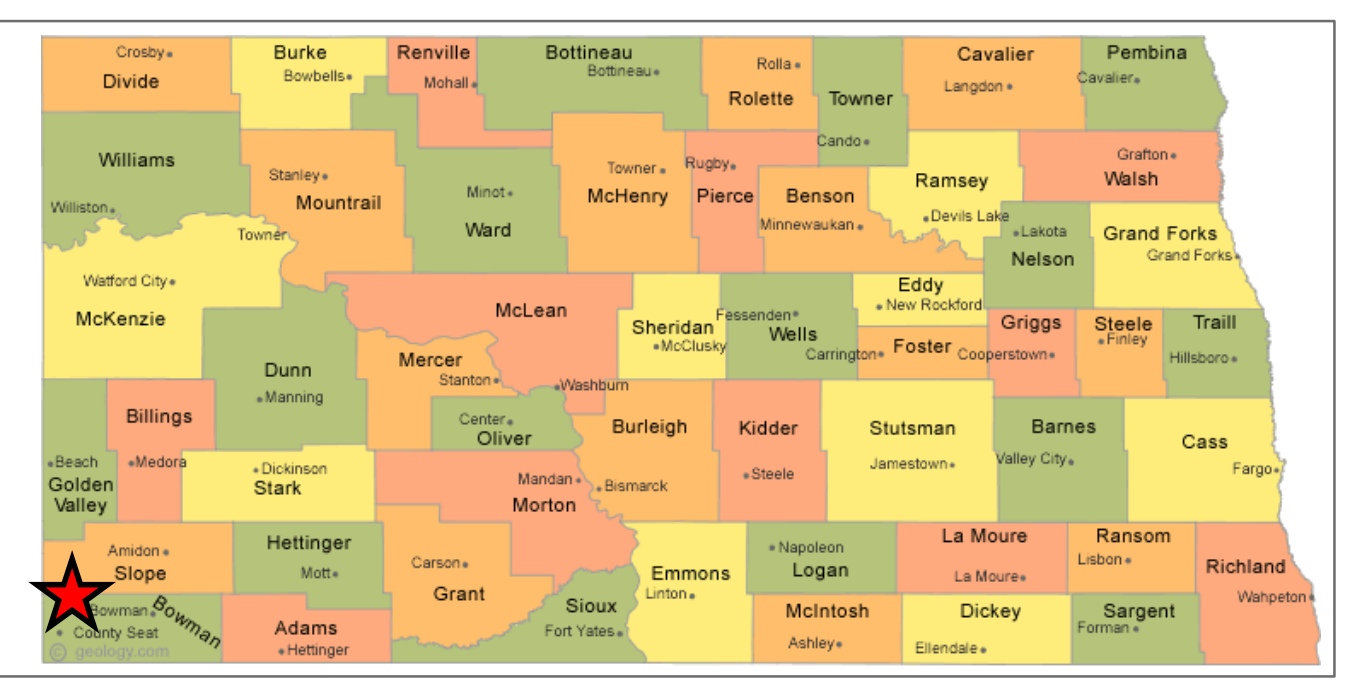 Crosby
Divide
Burke
Bowbells
Renville
Mohall
Bottineau
Bottineau
Rolla
Rolette
Towner
Cando
Cavalier
Langdon
Pembina
Cavalier
Williams
Williston
Stanley
Mountrail
Minot
Ward
Towner
McHenry
Rugby
Pierce
Benson
Minnewaukan
Ramsey
Devils Lake
Grafton
Walsh
Lakota
Nelson
Grand Forks
Grand Forks
Towner
Watford City
McKenzie
McLean
Washburn
Sheridan
McClusky
Fessenden
Wells
Eddy
New Rockford
Carrington
Foster
Griggs
Cooperstown
Steele
Finley
Traill
Hillsboro
Dunn
Manning
Mercer
Stanton
Center
Oliver
Billings
Medora
Beach
Golden
Valley
Dickinson
Stark
Mandan
Morton
Burleigh
Bismarck
Kidder
Steele
Stutsman
Jamestown
Barnes
Valley City
Cass
Fargo
Amidon
Slope
Hettinger
Mott
Carson
Grant
Sioux
Fort Yates
Emmons
Linton
Napoleon
Logan
La Moure
La Moure
Ransom
Lisbon
Richland
Wahpeton
Bowman
Bowman
County Seat
© geology.com
Adams
Hettinger
McIntosh
Ashley
Dickey
Ellendale
Sargent
Forman